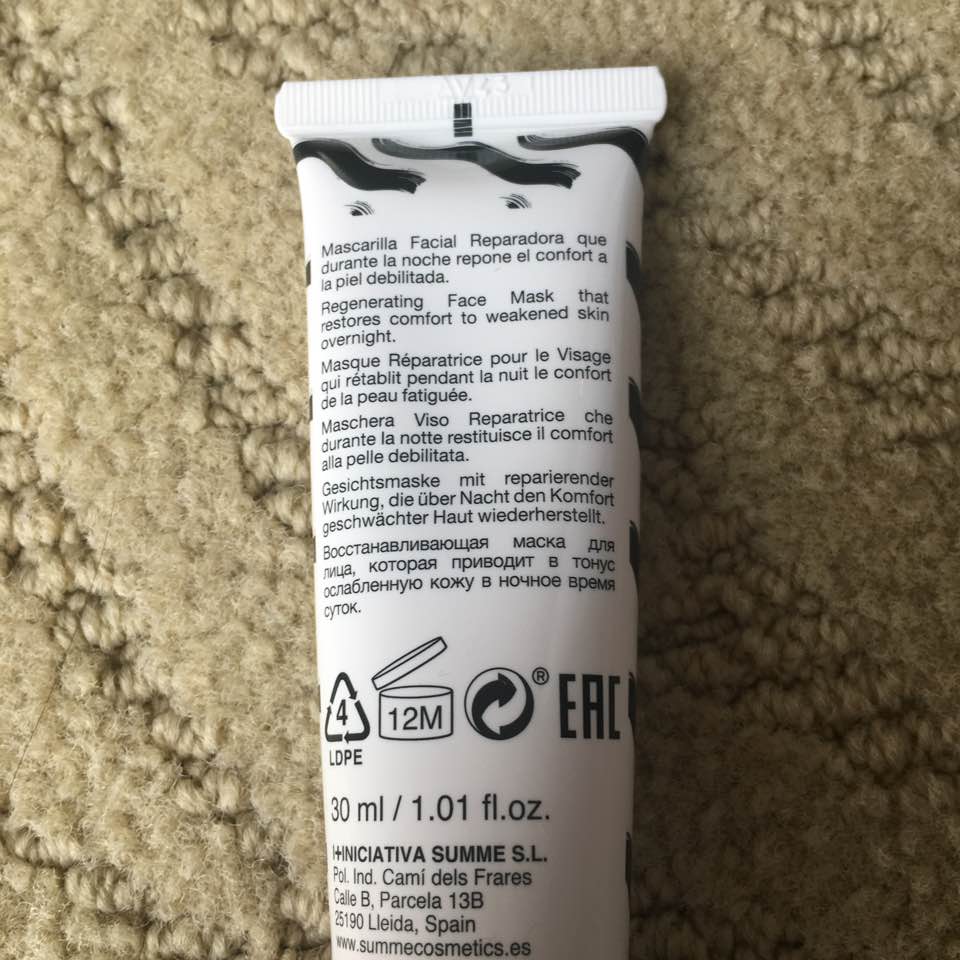 Mascarilla Facial Reparadora que
durante la noche repone el confort a
la piel debilitada.
Regenerating Face Mask that
restores comfort to weakened skin
overnight.
Masque Réparatrice pour le Visage
qui rétablit pendant la nuit le confort
de la peau fatiguée.
Maschera Viso Reparatrice che
durante la notte restituisce il comfort
alla pelle debilitata.
Gesichtsmaske mit reparierender
Wirkung, die über Nacht den Komfort
geschwächter Haut wiederherstellt.
Восстанавливающая маска для
лица, которая приводит в тонус
ослабленную кожу в ночное время
суток.
4 12M ® EAC
LDPE
30 ml / 1.01 fl.oz.
I+INICIATIVA SUMME S.L.
Pol. Ind. Camí dels Frares
Calle B, Parcela 13B
25190 Lleida, Spain
www.summecosmetics.es